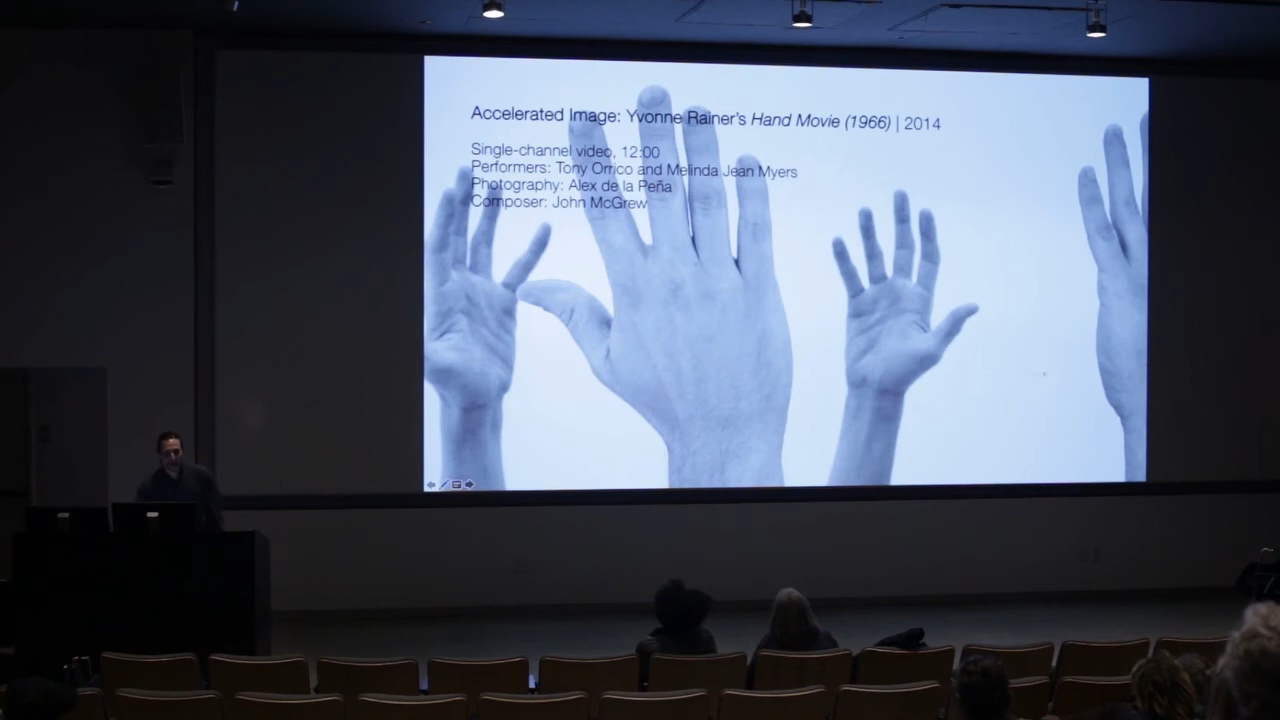 Accelerated Image: Yvonne Rainer's Hand Movie (1966) | 2014
Single-channel video, 12:00
Performers: Tony Orrico and Melinda Jean Myers
Photography: Alex de la Peña
Composer: John McGrew